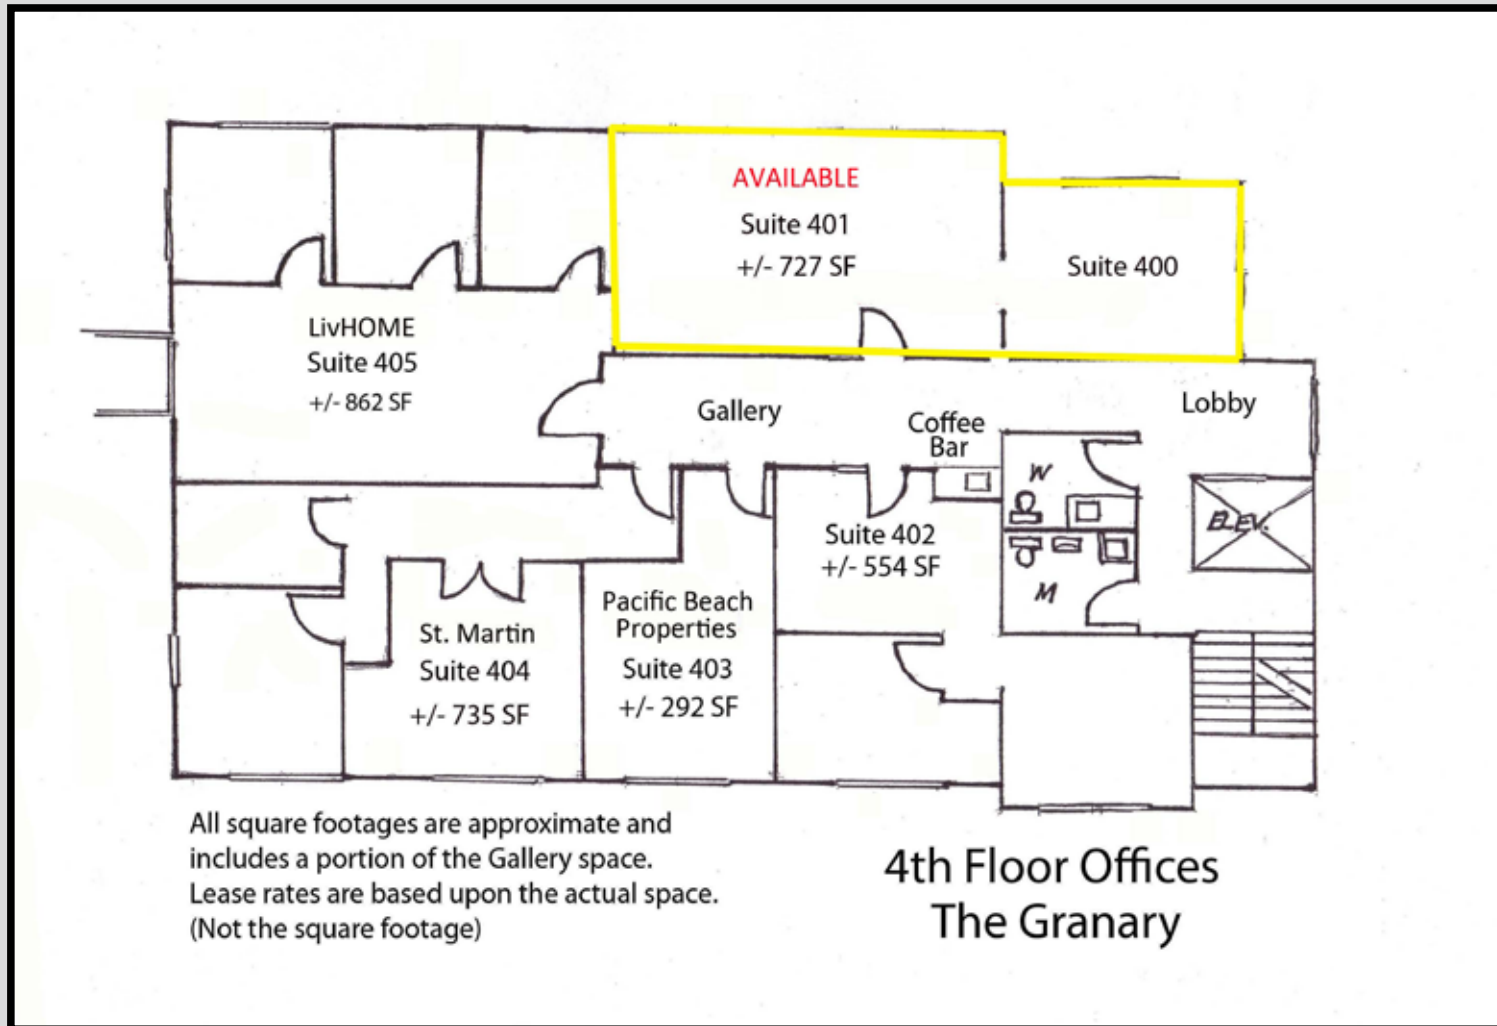 AVAILABLE
Suite 401
+/- 727 SF
Suite 400
LivHOME
Suite 405
+/- 862 SF
Gallery
Coffee
Bar
Lobby
W
ELEV.
M
Suite 402
+/- 554 SF
Pacific Beach
Properties
Suite 403
+/- 292 SF
St. Martin
Suite 404
+/- 735 SF
All square footages are approximate and
includes a portion of the Gallery space.
Lease rates are based upon the actual space.
(Not the square footage)
4th Floor Offices
The Granary